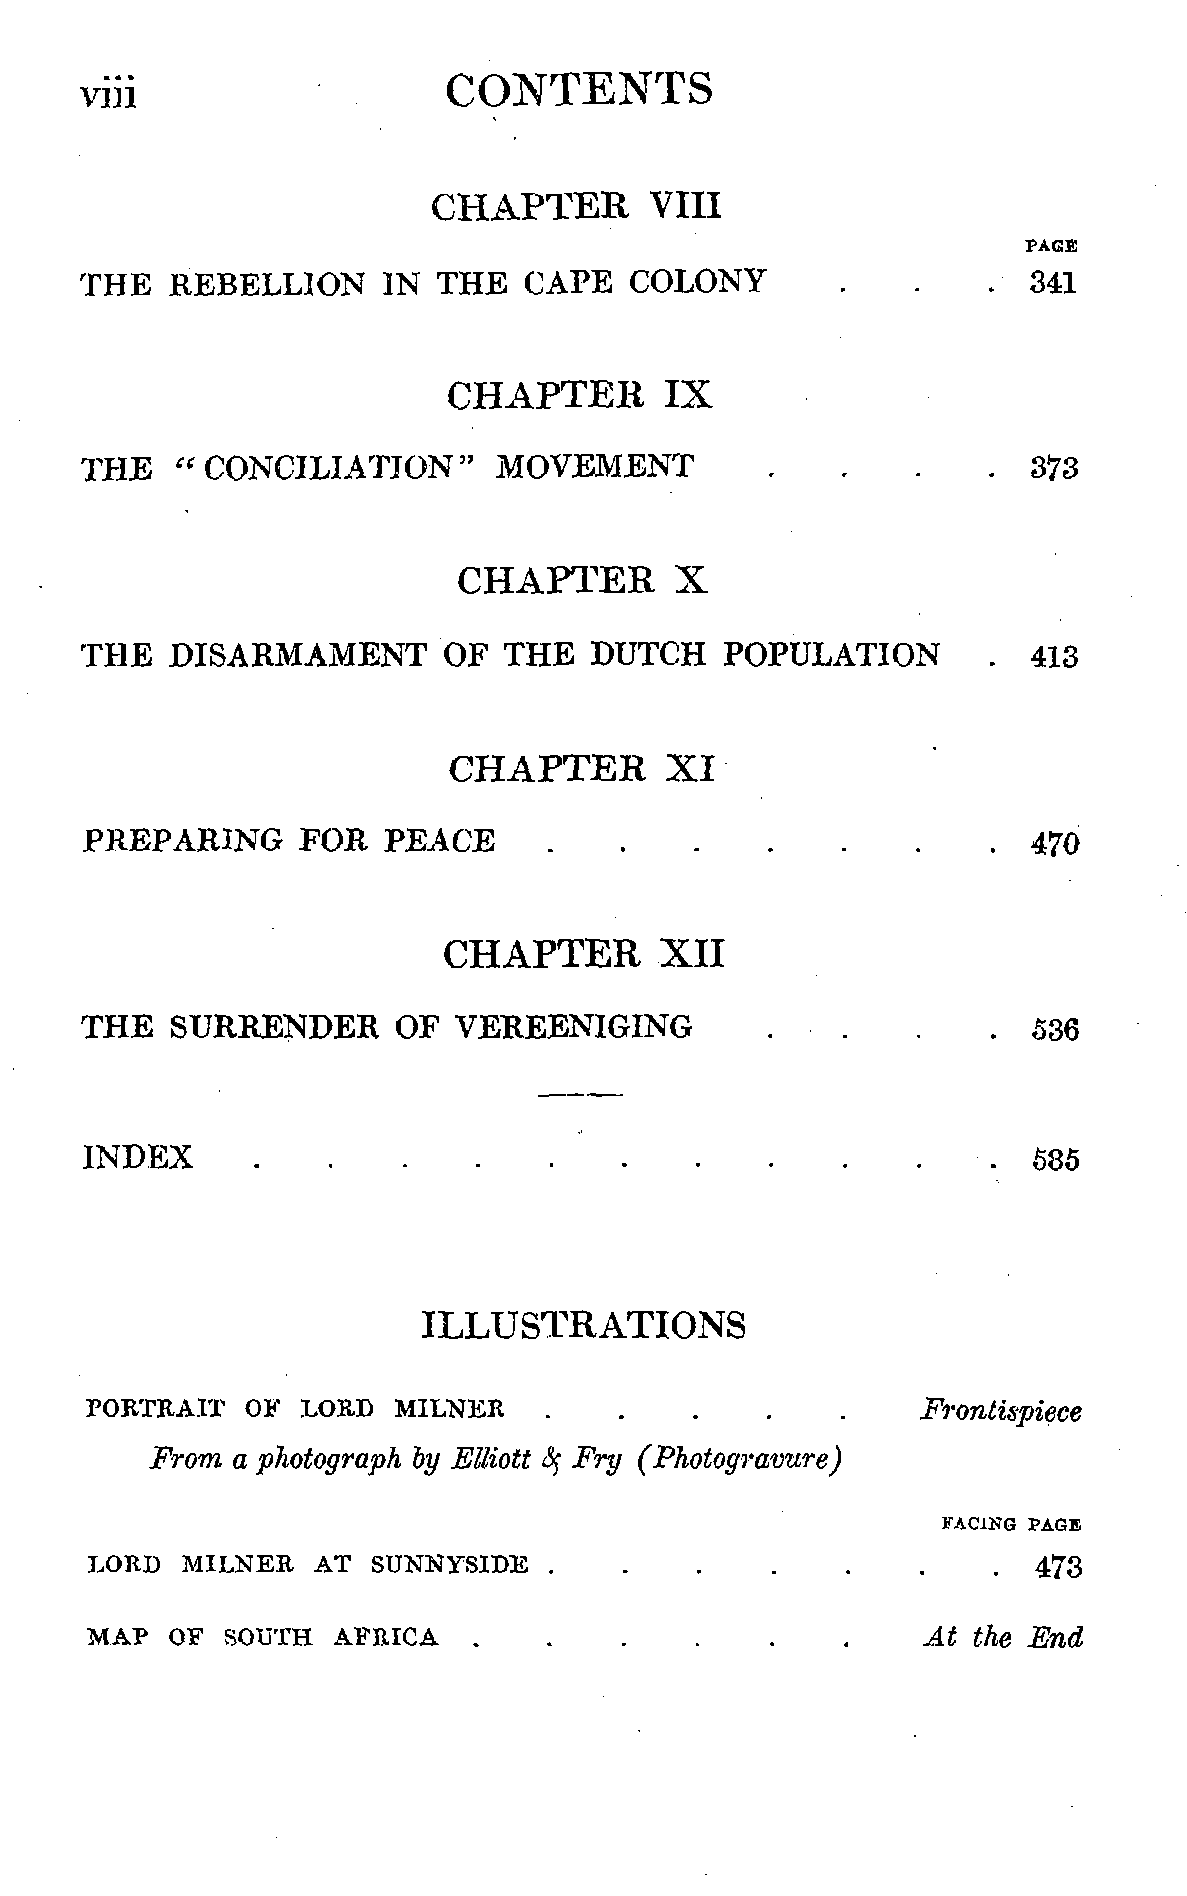 viii CONTENTS
CHAPTER VIII
PAGE
THE REBELLION IN THE CAPE COLONY . . . 341
CHAPTER IX
THE “CONCILIATION” MOVEMENT . . . . 373
CHAPTER X
THE DISARMAMENT OF THE DUTCH POPULATION . 413
CHAPTER XI
PREPARING FOR PEACE . . . . . . . 470
CHAPTER XII
THE SURRENDER OF VEREENIGING . . . . 536
INDEX . . . . . . . . . . . 585
ILLUSTRATIONS
PORTRAIT OF LORD MILNER . . . . . Frontispiece
From a photograph by Elliott & Fry (Photogravure)
FACING PAGE
LORD MILNER AT SUNNYSIDE . . . . . . . 473
MAP OF SOUTH AFRICA . . . . . . At the End